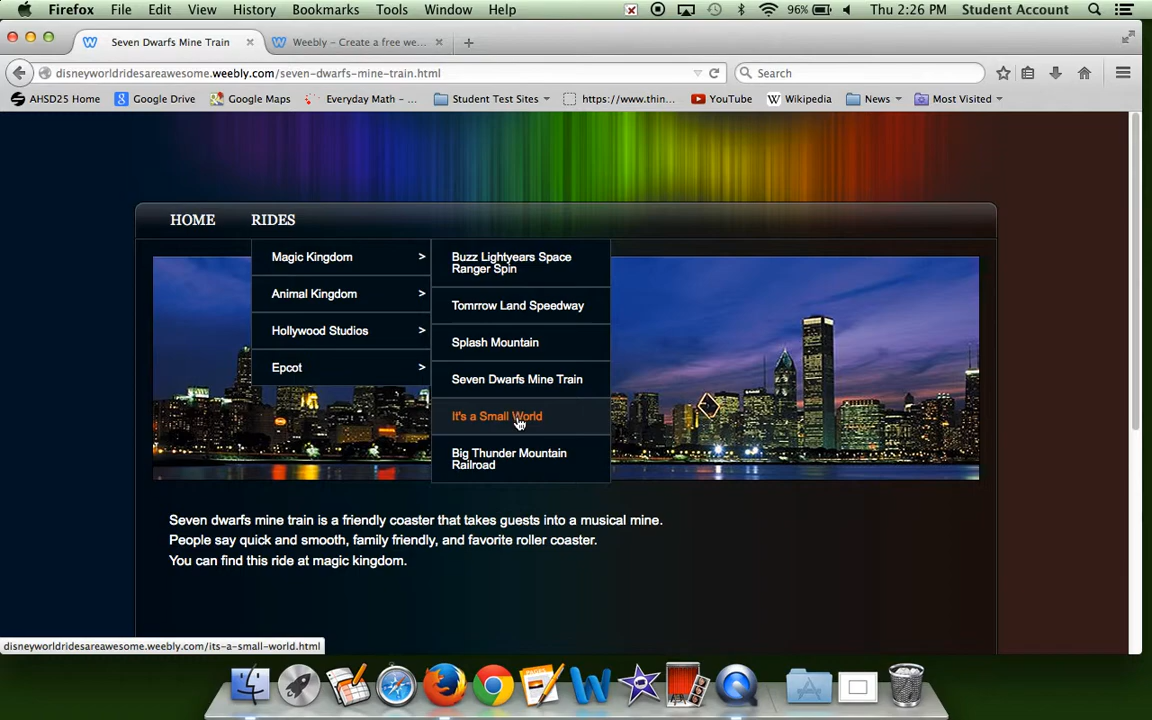 Firefox File Edit View History Bookmarks Tools Window Help 96% Thu 2:26 PM Student Account
Seven Dwarfs Mine Train Weebly - Create a free we...
disneyworldridesareawesome.weebly.com/seven-dwarfs-mine-train.html Search
AHSD25 Home Google Drive Google Maps Everyday Math - ... Student Test Sites https://www.thin... YouTube Wikipedia News Most Visited
HOME RIDES
Magic Kingdom >
Animal Kingdom >
Hollywood Studios >
Epcot >
Buzz Lightyears Space
Ranger Spin
Tomrrow Land Speedway
Splash Mountain
Seven Dwarfs Mine Train
It's a Small World
Big Thunder Mountain
Railroad
Seven dwarfs mine train is a friendly coaster that takes guests into a musical mine.
People say quick and smooth, family friendly, and favorite roller coaster.
You can find this ride at magic kingdom.
disneyworldridesareawesome.weebly.com/its-a-small-world.html